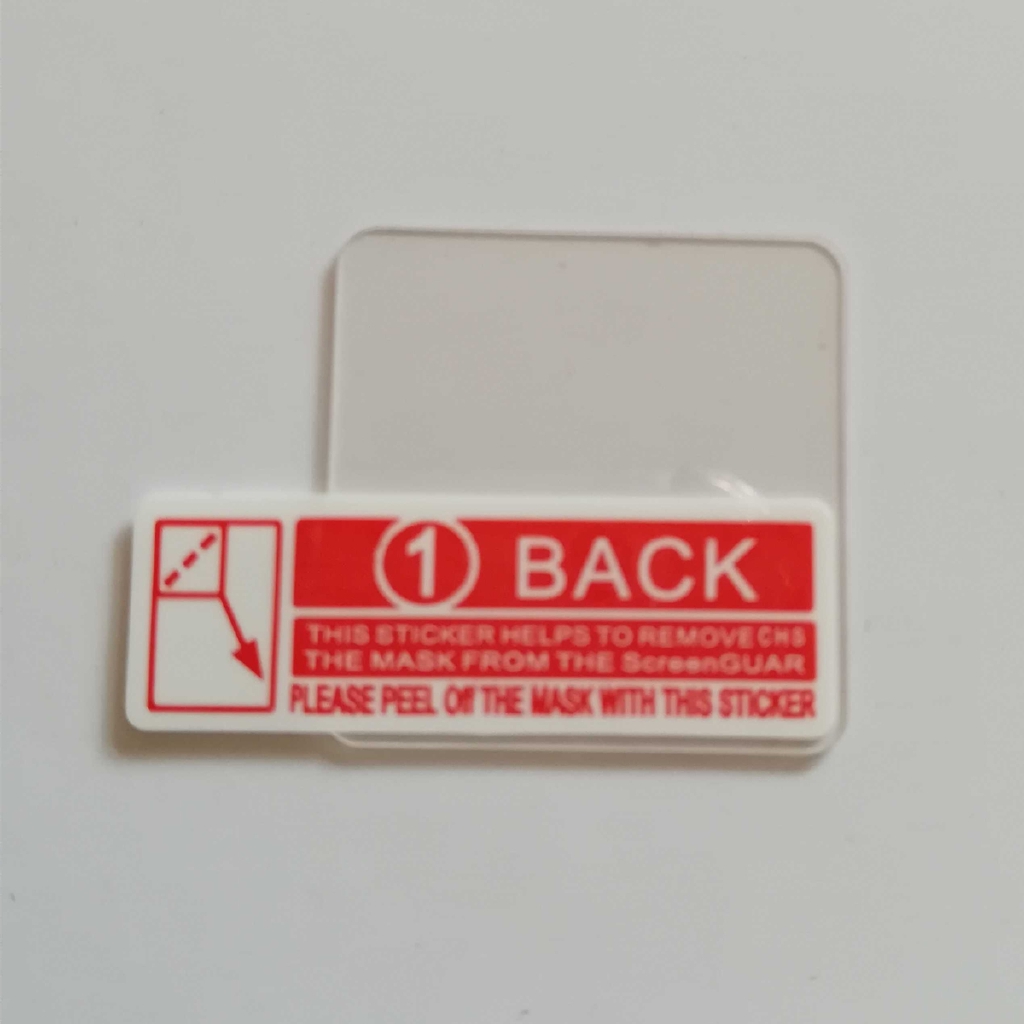 1 BACK
THIS STICKER HELPS TO REMOVE CHS
THE MASK FROM THE ScreenGUAR
PLEASE PEEL Off THE MASK WITH THIS STICKER